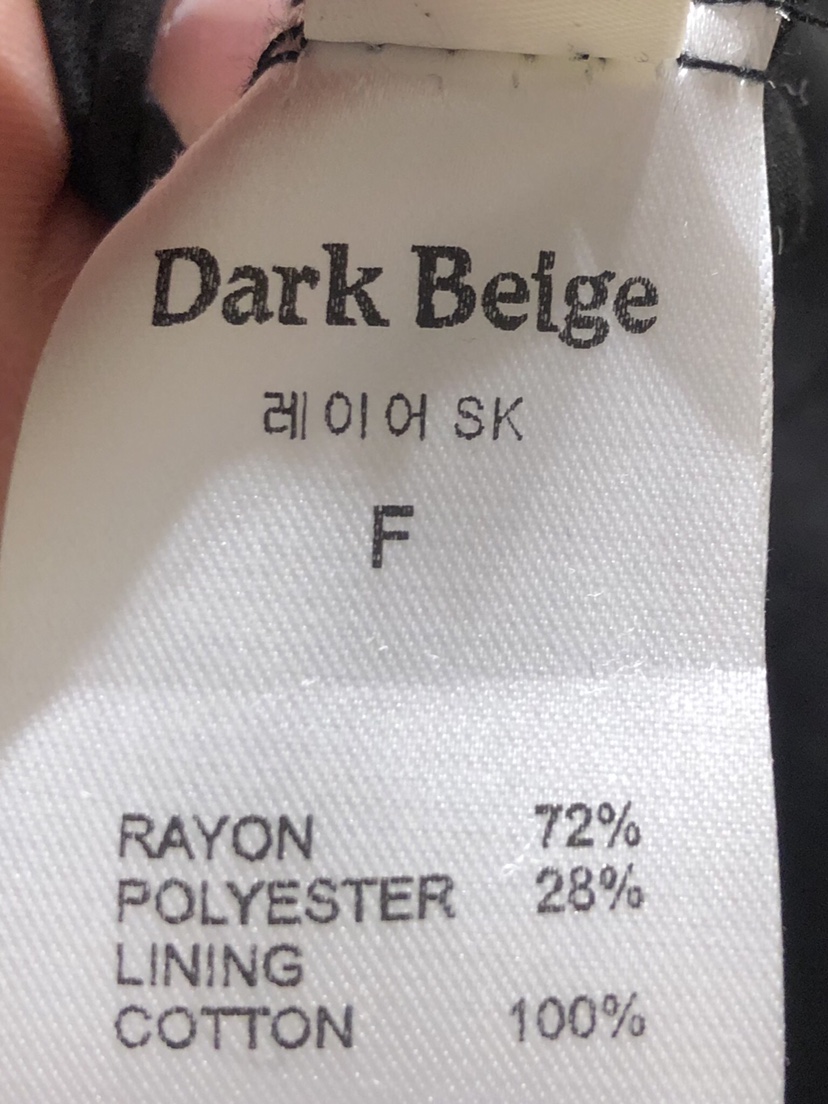 Dark Beige
레이어 SK
F
RAYON 72%
POLYESTER 28%
LINING
COTTON 100%